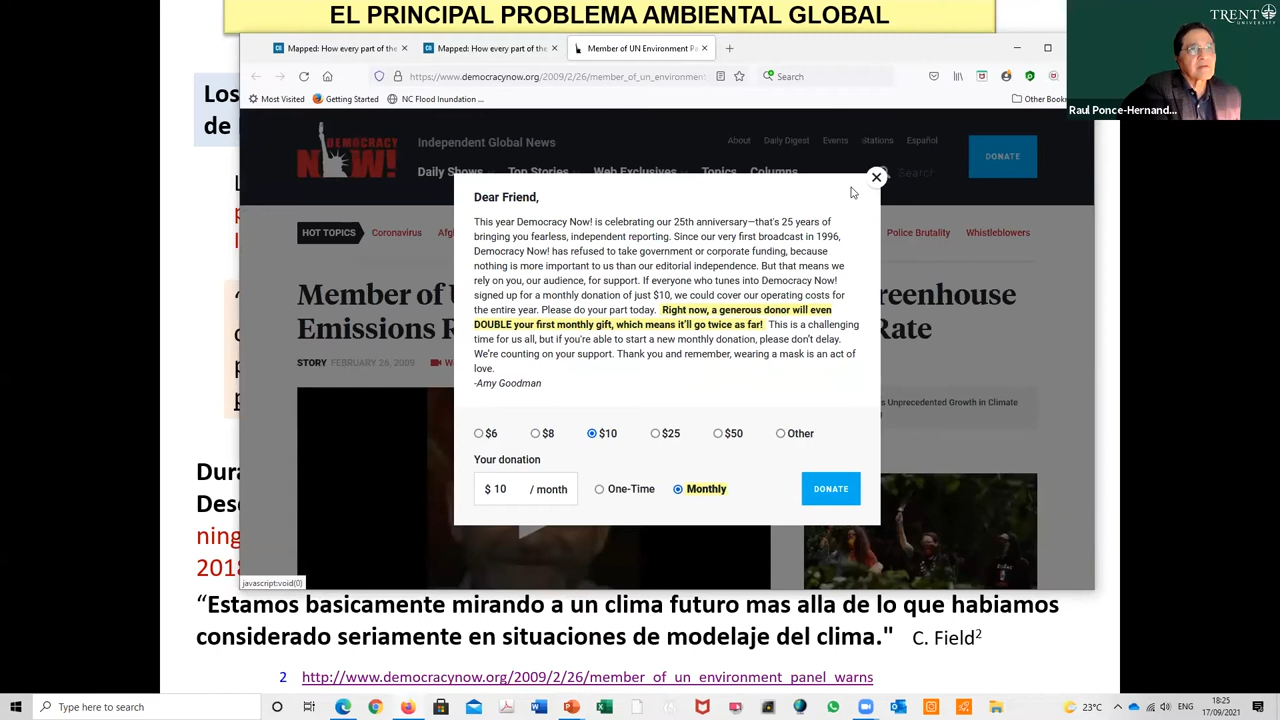 EL PRINCIPAL PROBLEMA AMBIENTAL GLOBAL
TRENT
UNIVERSITY
Raul Ponce-Hernand...
Mapped: How every part of the
Mapped: How every part of the
Member of UN Environment Pa
https://www.democracynow.org/2009/2/26/member_of_un_environment
Search
Most Visited
Getting Started
NC Flood Inundation ...
Other Book
Los
de
DEMOCRACY
NOW!
Independent Global News
About
Daily Digest
Events
Stations
Español
DONATE
Daily Shows
Top Stories
Web Exclusives
Topics
Columns
Search
HOT TOPICS
Coronavirus
Police Brutality
Whistleblowers
Member of
eenhouse
Emissions R
Rate
STORY
FEBRUARY 26, 2009
s Unprecedented Growth in Climate
Dear Friend,
This year Democracy Now! is celebrating our 25th anniversary—that's 25 years of
bringing you fearless, independent reporting. Since our very first broadcast in 1996,
Democracy Now! has refused to take government or corporate funding, because
nothing is more important to us than our editorial independence. But that means we
rely on you, our audience, for support. If everyone who tunes into Democracy Now!
signed up for a monthly donation of just $10, we could cover our operating costs for
the entire year. Please do your part today. Right now, a generous donor will even
DOUBLE your first monthly gift, which means it'll go twice as far! This is a challenging
time for us all, but if you're able to start a new monthly donation, please don't delay.
We're counting on your support. Thank you and remember, wearing a mask is an act of
love.
-Amy Goodman
$6
$8
$10
$25
$50
Other
Your donation
$ 10 / month
One-Time
Monthly
DONATE
javascript:void(0)
Dura
Des
ning
2018
“Estamos basicamente mirando a un clima futuro mas alla de lo que habiamos
considerado seriamente en situaciones de modelaje del clima." C. Field2
2 http://www.democracynow.org/2009/2/26/member_of_un_environment_panel_warns
Type here to search
23°C
ENG
18:25
17/09/2021